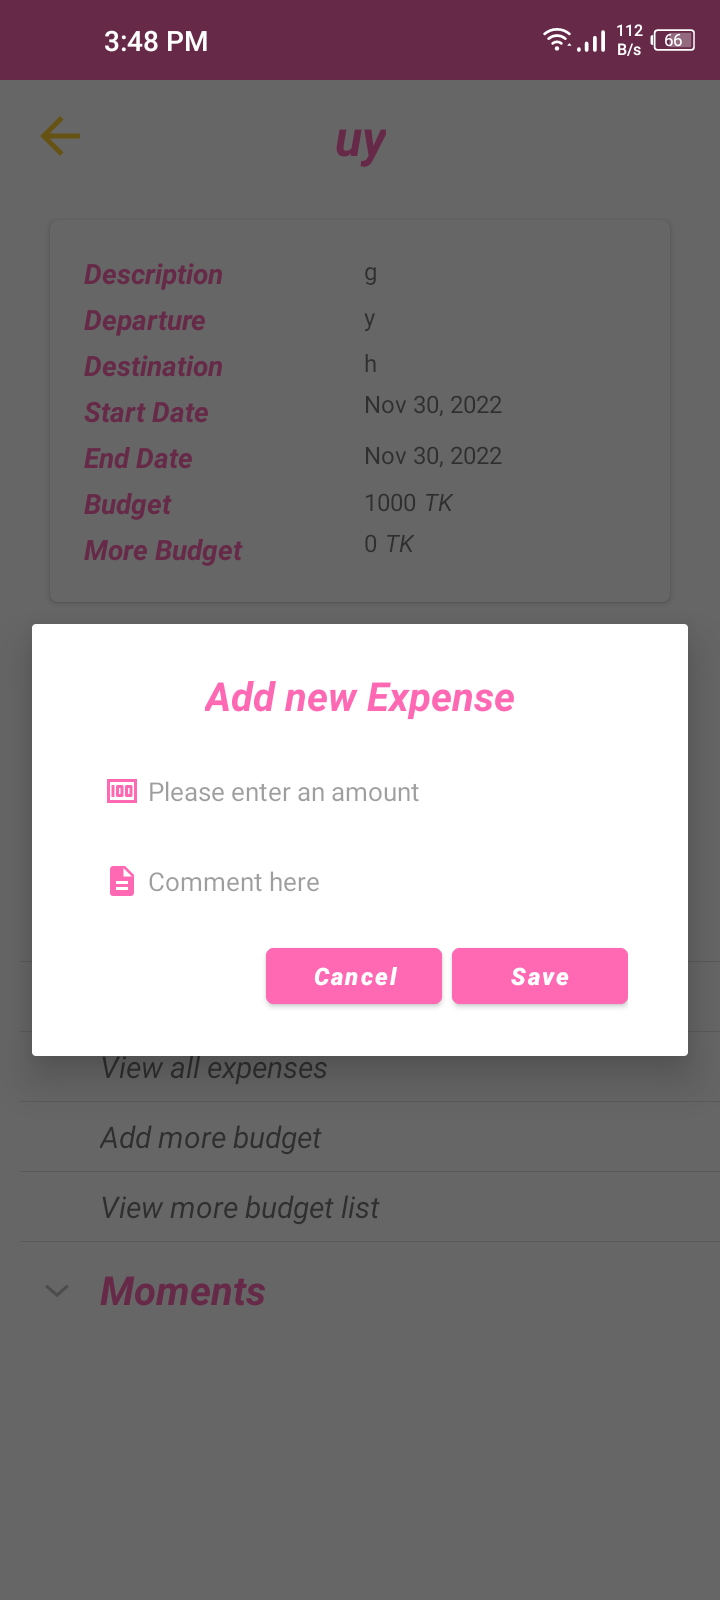 3:48 PM
112
B/s
66
uy
Description g
Departure y
Destination h
Start Date Nov 30, 2022
End Date Nov 30, 2022
Budget 1000 TK
More Budget 0 TK
Add new Expense
100 Please enter an amount
Comment here
Cancel Save
View all expenses
Add more budget
View more budget list
Moments